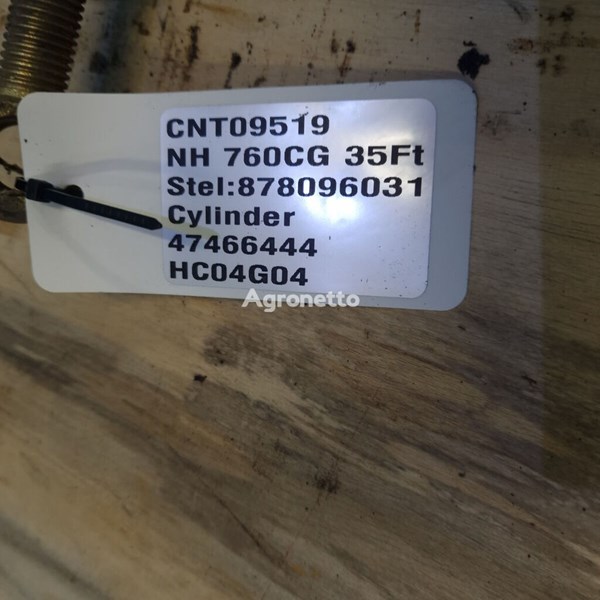 CNT09519
NH 760CG 35Ft
Stel:878096031
Cylinder
47466444
HC04G04
Agronetto